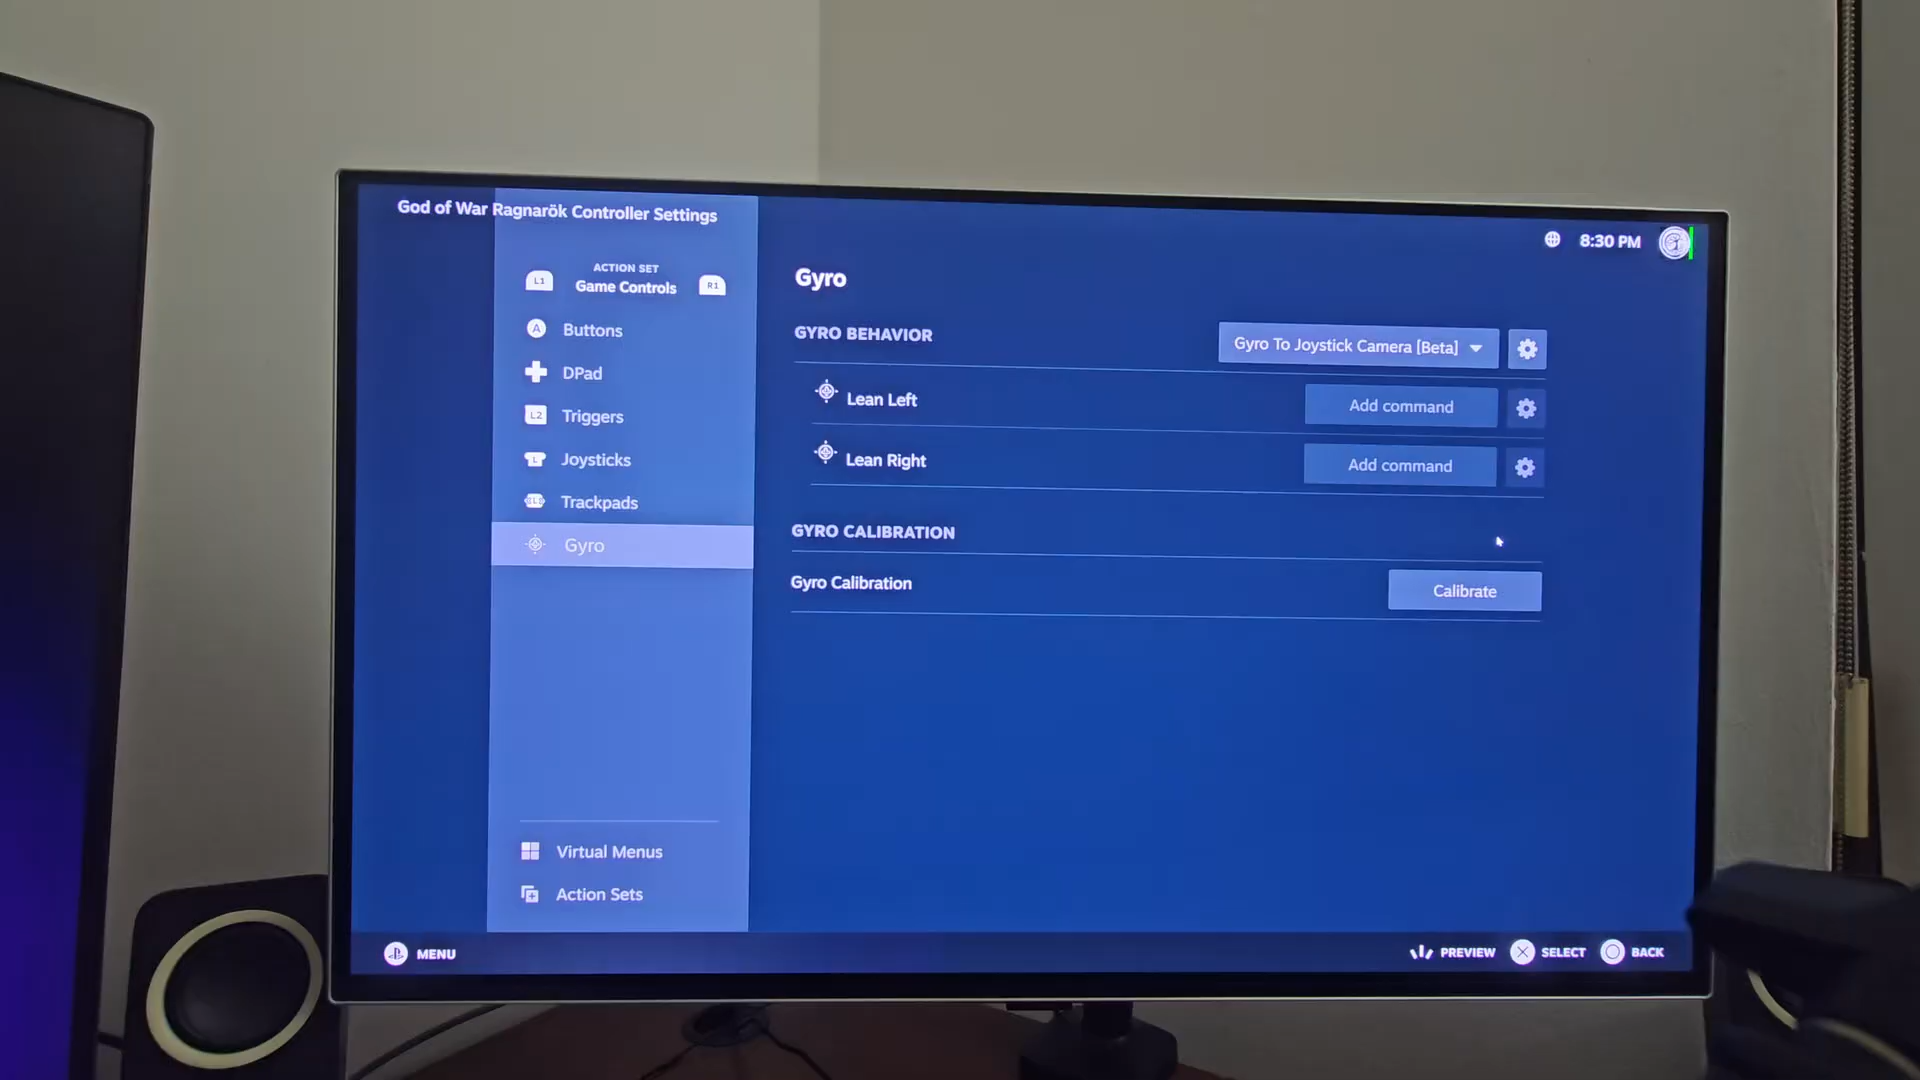 God of War Ragnarök Controller Settings
8:30 PM
L1
ACTION SET
Game Controls
R1
A
Buttons
DPad
L2
Triggers
L
Joysticks
Trackpads
Gyro
Virtual Menus
Action Sets
Gyro
GYRO BEHAVIOR
Gyro To Joystick Camera [Beta]
Lean Left
Add command
Lean Right
Add command
GYRO CALIBRATION
Gyro Calibration
Calibrate
MENU
PREVIEW
SELECT
BACK